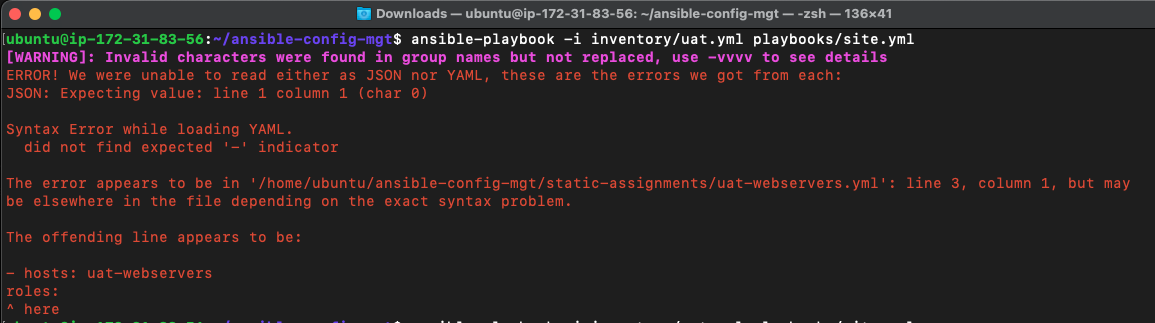 Downloads — ubuntu@ip-172-31-83-56: ~/ansible-config-mgt — -zsh — 136×41
[ubuntu@ip-172-31-83-56:~/ansible-config-mgt$ ansible-playbook -i inventory/uat.yml playbooks/site.yml
[WARNING]: Invalid characters were found in group names but not replaced, use -vvvv to see details
ERROR! We were unable to read either as JSON nor YAML, these are the errors we got from each:
JSON: Expecting value: line 1 column 1 (char 0)
Syntax Error while loading YAML.
did not find expected '-' indicator
The error appears to be in '/home/ubuntu/ansible-config-mgt/static-assignments/uat-webservers.yml': line 3, column 1, but may
be elsewhere in the file depending on the exact syntax problem.
The offending line appears to be:
- hosts: uat-webservers
roles:
^ here